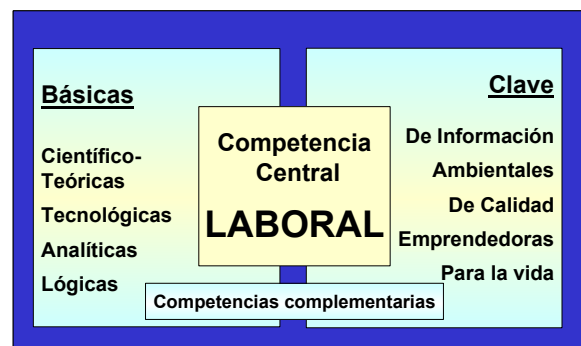 Básicas
Científico-
Teóricas
Tecnológicas
Analíticas
Lógicas
Competencia
Central
LABORAL
Clave
De Información
Ambientales
De Calidad
Emprendedoras
Para la vida
Competencias complementarias